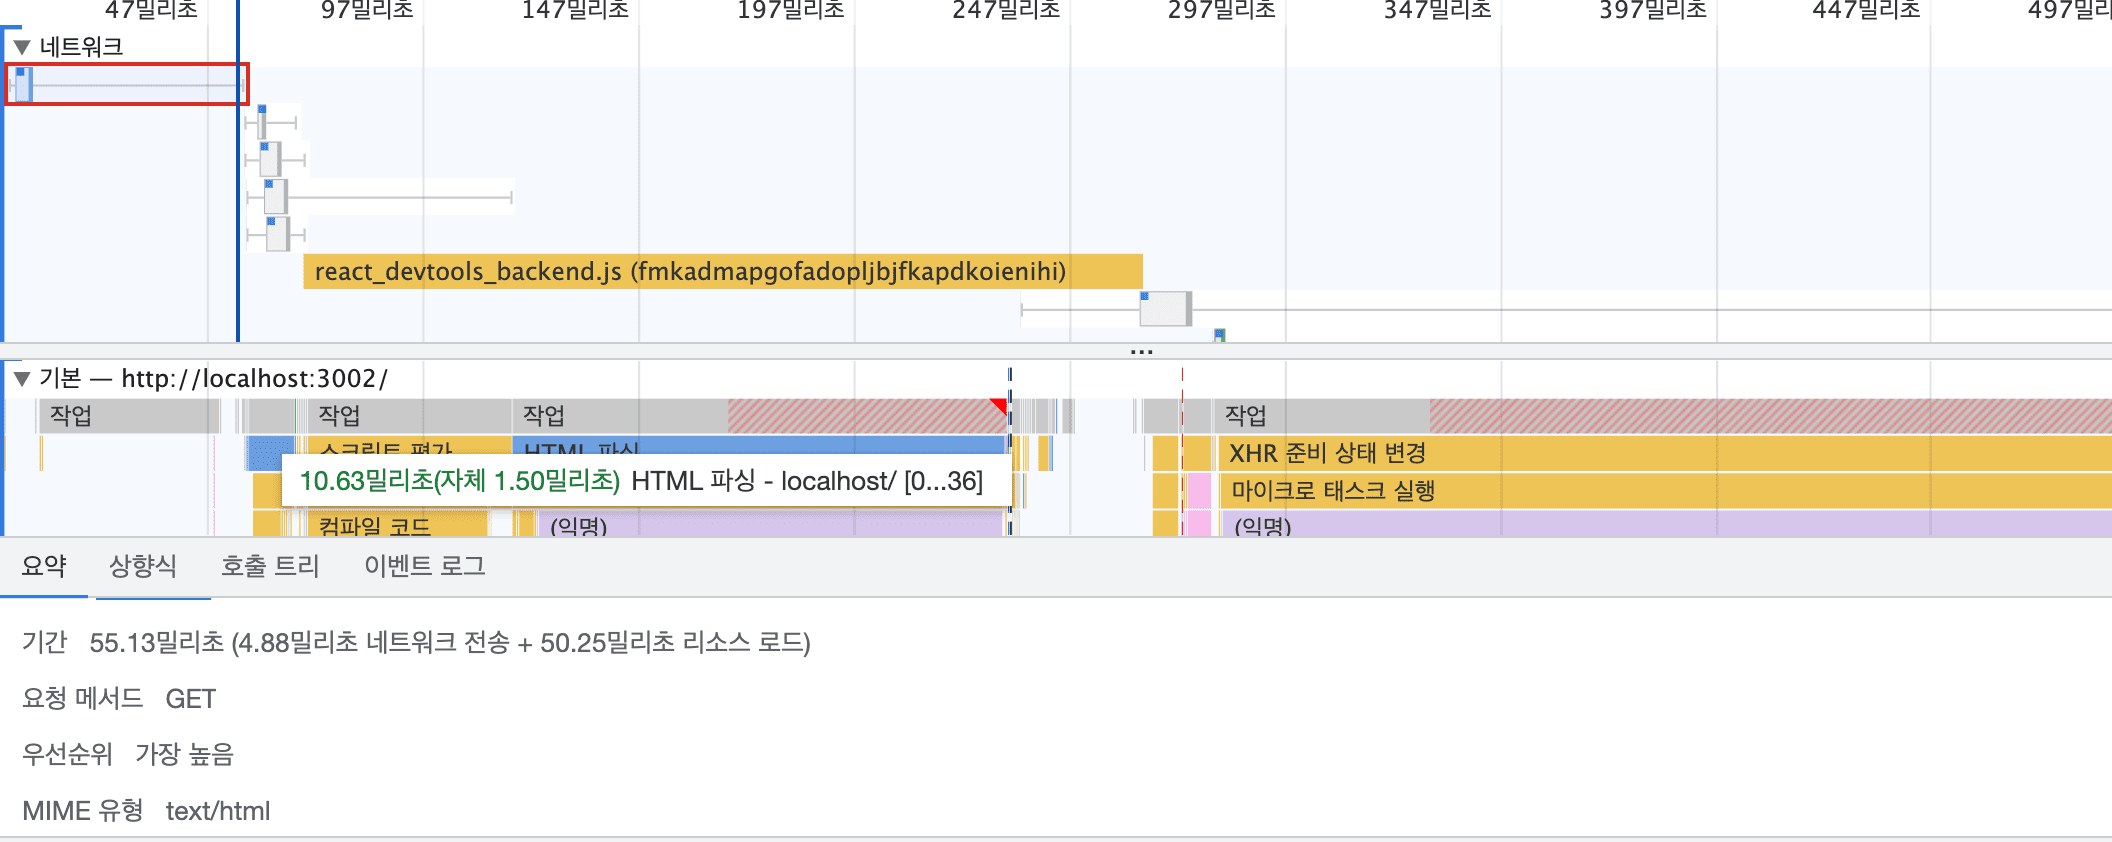 47밀리초 97밀리초 147밀리초 197밀리초 247밀리초 297밀리초 347밀리초 397밀리초 447밀리초 497밀리
▼ 네트워크
react_devtools_backend.js (fmkadmapgofadopljbjfkapdkoienihi)
...
▼ 기본 — http://localhost:3002/
작업 작업 작업 작업
스크립트 평가 HTML 파싱 XHR 준비 상태 변경
10.63밀리초(자체 1.50밀리초) HTML 파싱 - localhost/ [0...36] 마이크로 태스크 실행
컴파일 코드 (익명) (익명)
요약 상향식 호출 트리 이벤트 로그
기간 55.13밀리초 (4.88밀리초 네트워크 전송 + 50.25밀리초 리소스 로드)
요청 메서드 GET
우선순위 가장 높음
MIME 유형 text/html